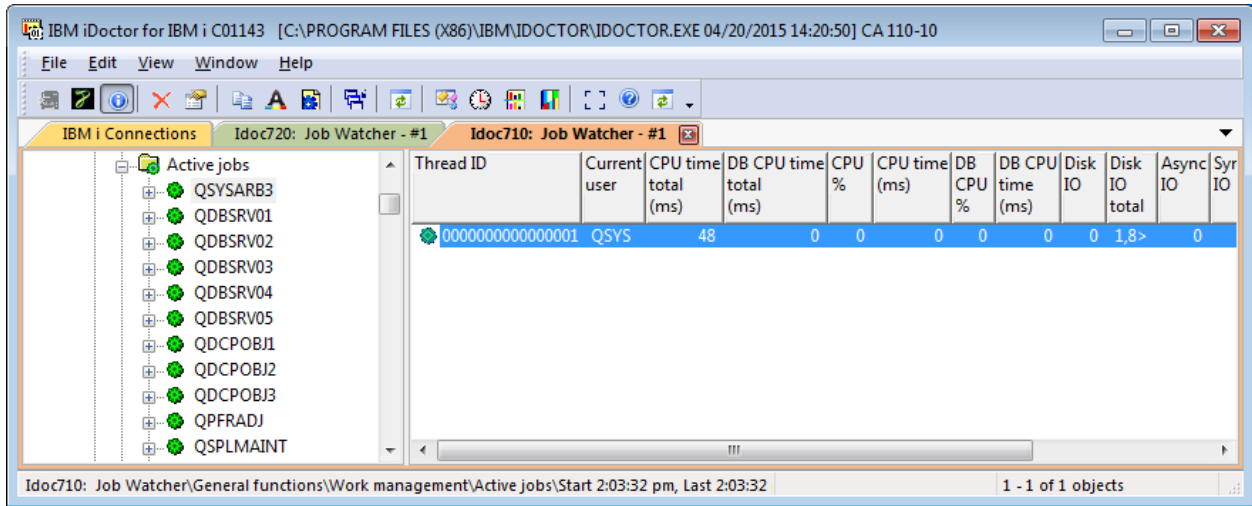 IBM iDoctor for IBM i C01143 [C:\PROGRAM FILES (X86)\IBM\IDOCTOR\IDOCTOR.EXE 04/20/2015 14:20:50] CA 110-10
File Edit View Window Help
IBM i Connections Idoc720: Job Watcher - #1 Idoc710: Job Watcher - #1
Active jobs
QSYSARB3
QDBSRV01
QDBSRV02
QDBSRV03
QDBSRV04
QDBSRV05
QDCPOBJ1
QDCPOBJ2
QDCPOBJ3
QPFRADJ
QSPLMAINT
Thread ID Current CPU time DB CPU time CPU CPU time DB DB CPU Disk Disk Async Syr
user total total % (ms) CPU time IO IO IO IO
(ms) (ms) % (ms) total
0000000000000001 QSYS 48 0 0 0 0 0 0 1,8> 0
Idoc710: Job Watcher\General functions\Work management\Active jobs\Start 2:03:32 pm, Last 2:03:32 1 - 1 of 1 objects